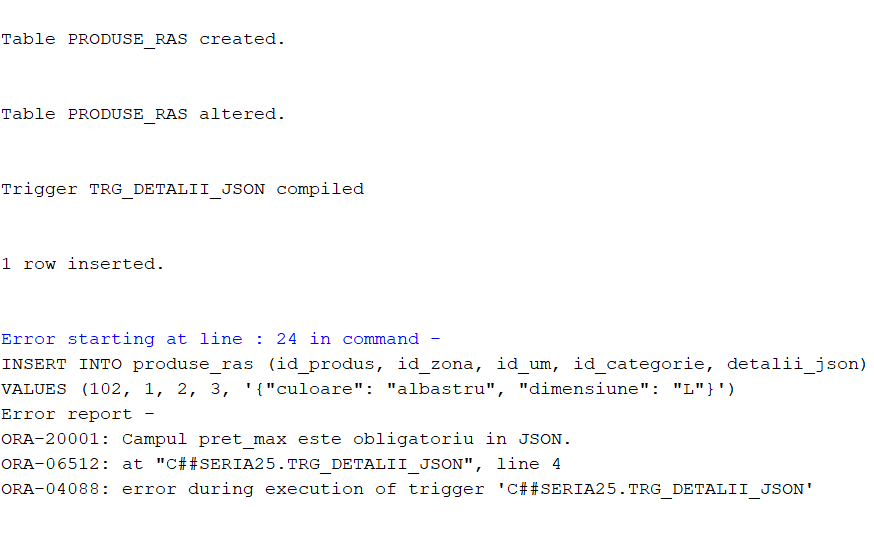 Table PRODUSE_RAS created.
Table PRODUSE_RAS altered.
Trigger TRG_DETALII_JSON compiled
1 row inserted.
Error starting at line : 24 in command -
INSERT INTO produse_ras (id_produs, id_zona, id_um, id_categorie, detalii_json)
VALUES (102, 1, 2, 3, '{"culoare": "albastru", "dimensiune": "L"}')
Error report -
ORA-20001: Campul pret_max este obligatoriu in JSON.
ORA-06512: at "C##SERIA25.TRG_DETALII_JSON", line 4
ORA-04088: error during execution of trigger 'C##SERIA25.TRG_DETALII_JSON'